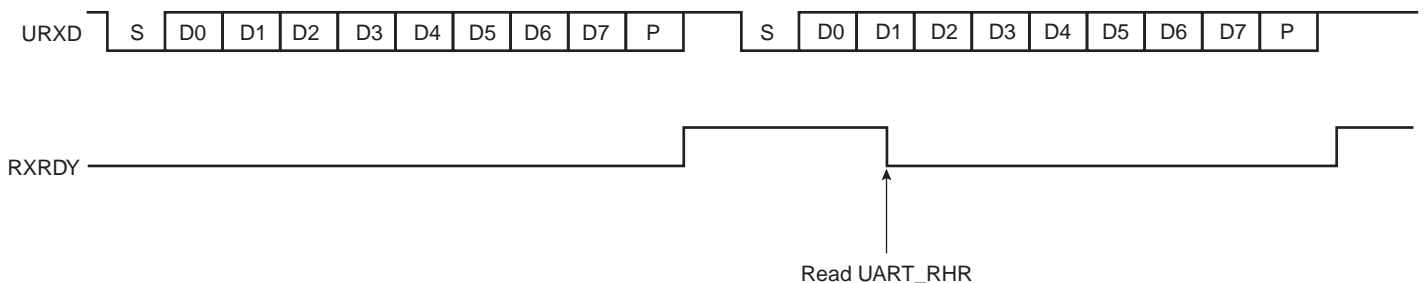 URXD S D0 D1 D2 D3 D4 D5 D6 D7 P S D0 D1 D2 D3 D4 D5 D6 D7 P
RXRDY
Read UART_RHR